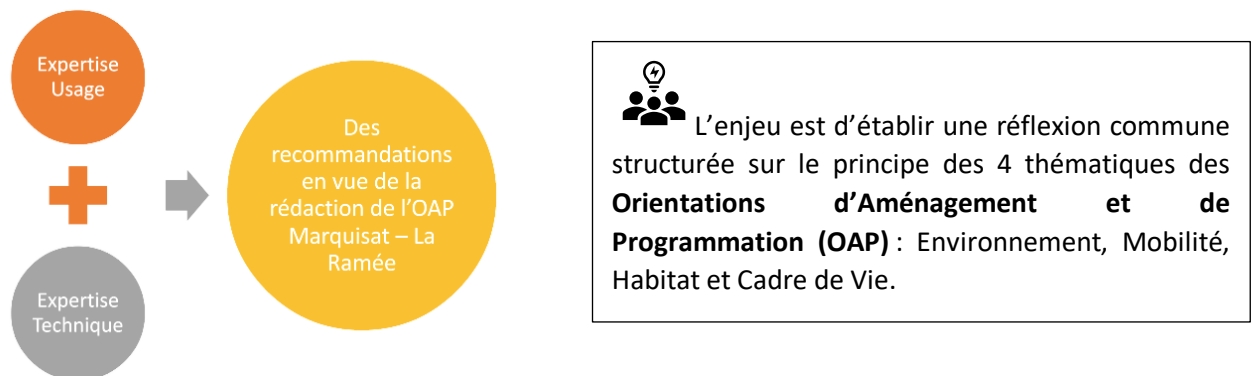 Expertise
Usage
Expertise
Technique
Des
recommandations
en vue de la
rédaction de l'OAP
Marquisat – La
Ramée
L’enjeu est d’établir une réflexion commune
structurée sur le principe des 4 thématiques des
Orientations d’Aménagement et de
Programmation (OAP) : Environnement, Mobilité,
Habitat et Cadre de Vie.